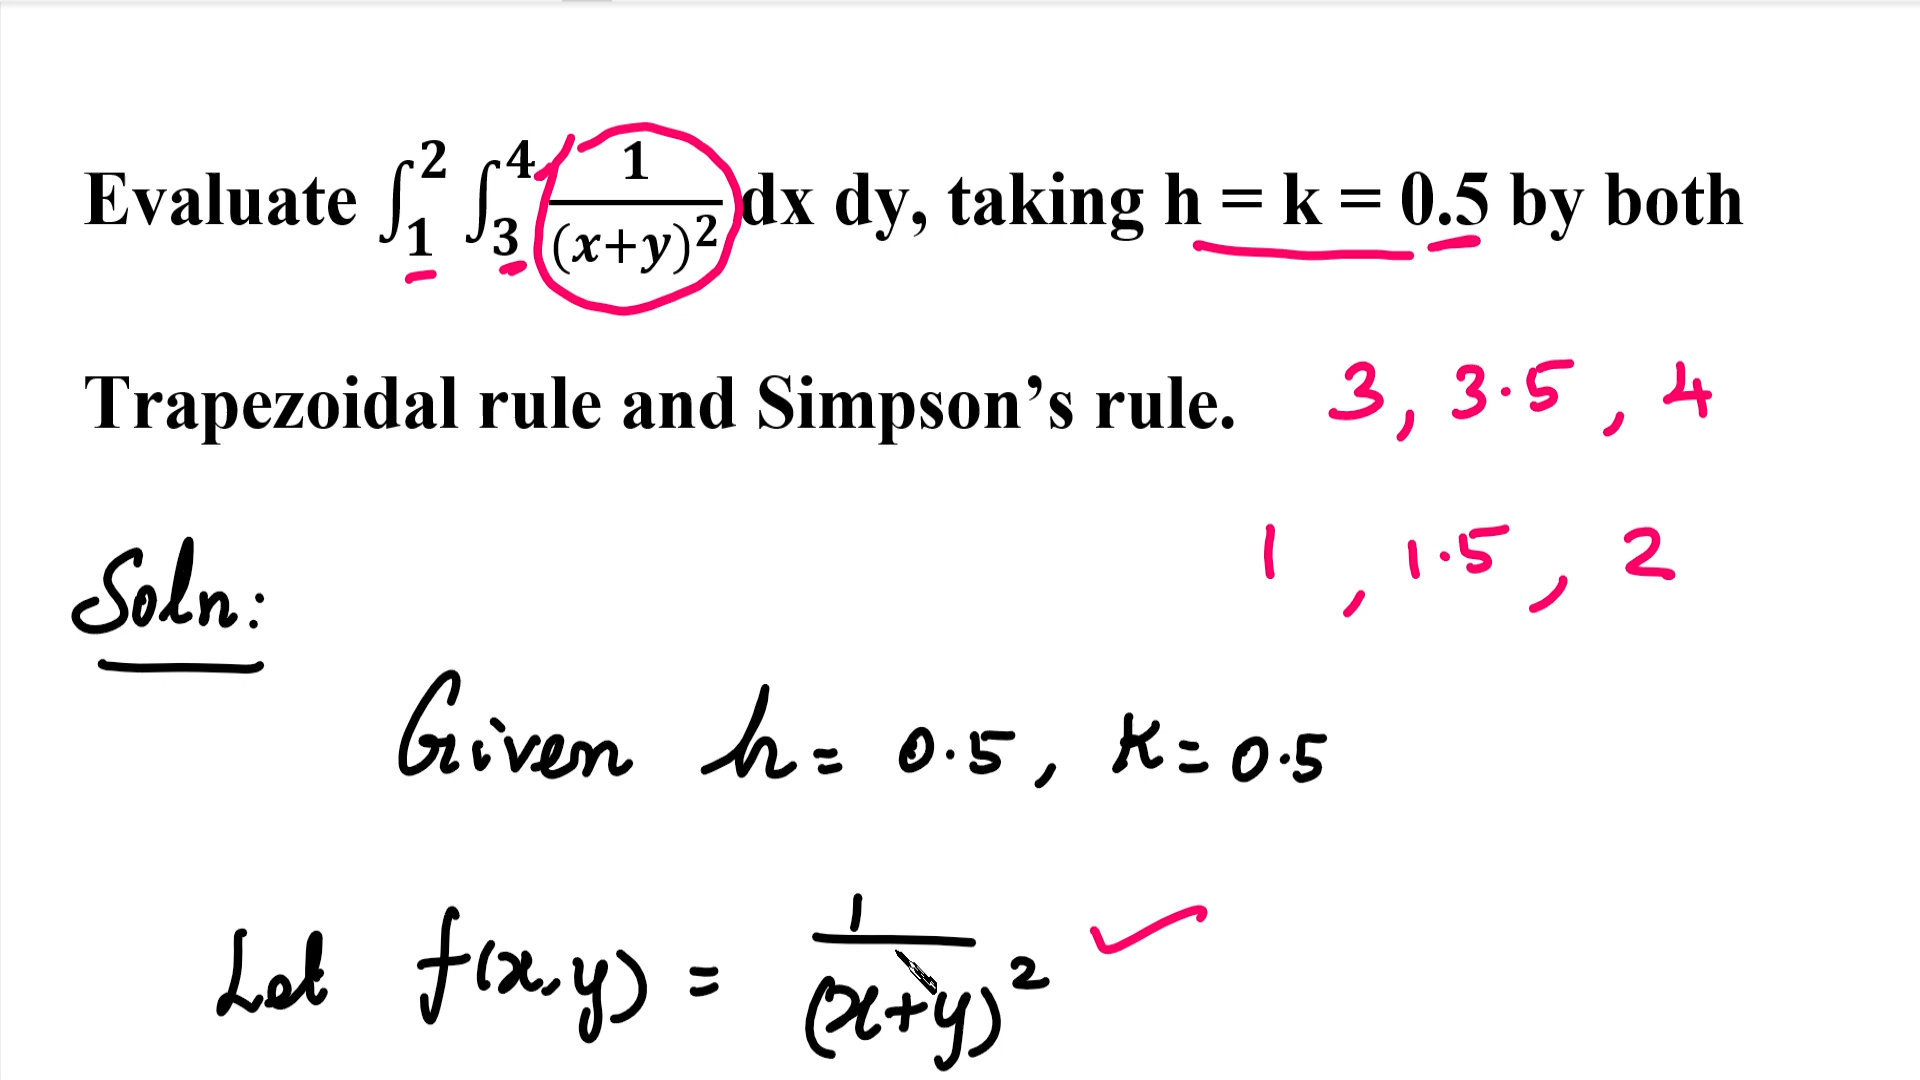 Evaluate ∫₁² ∫₃⁴ 1/(x+y)² dx dy, taking h = k = 0.5 by both
Trapezoidal rule and Simpson’s rule. 3, 3.5, 4
1, 1.5, 2
Soln:
Given h = 0.5, k = 0.5
Let f(x,y) = 1/(x+y)²